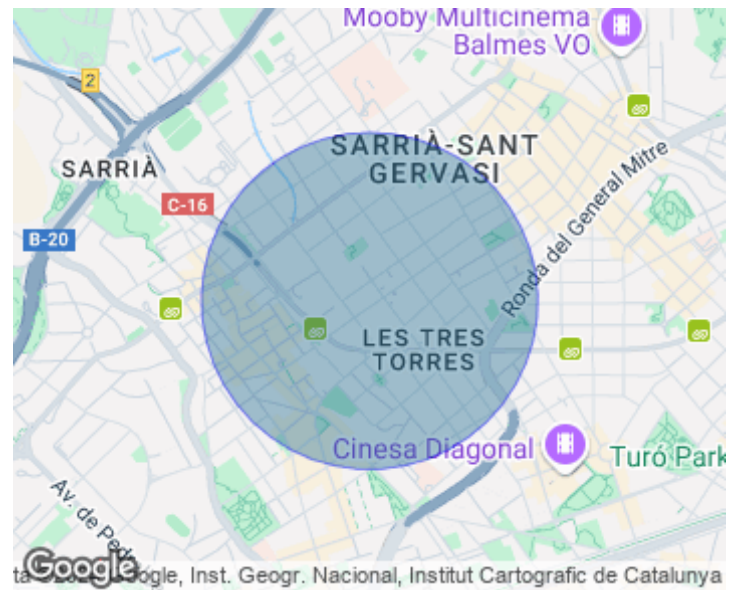 Mooby Multicinema
Balmes VO
2
SARRIÀ-SANT
GERVASI
SARRIÀ
C-16
B-20
Ronda del General Mitre
LES TRES
TORRES
Cinesa Diagonal
Turó Park
Av. de
Google
Inst. Geogr. Nacional, Institut Cartografic de Catalunya